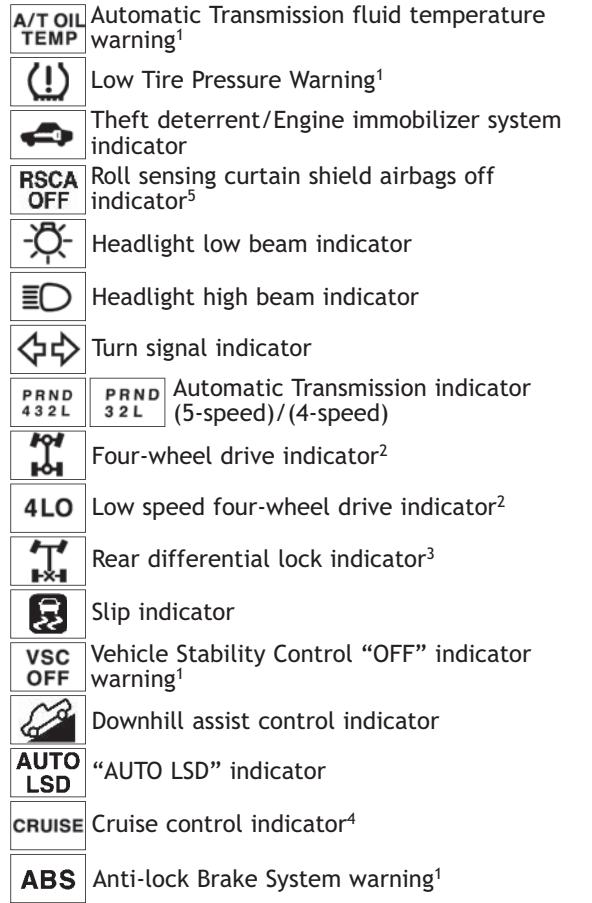 A/T OIL Automatic Transmission fluid temperature
TEMP warning¹
Low Tire Pressure Warning¹
Theft deterrent/Engine immobilizer system
indicator
RSCA Roll sensing curtain shield airbags off
OFF indicator⁵
Headlight low beam indicator
Headlight high beam indicator
Turn signal indicator
PRND PRND Automatic Transmission indicator
432L 32L (5-speed)/(4-speed)
Four-wheel drive indicator²
4LO Low speed four-wheel drive indicator²
Rear differential lock indicator³
Slip indicator
VSC Vehicle Stability Control “OFF” indicator
OFF warning¹
Downhill assist control indicator
AUTO “AUTO LSD” indicator
LSD
CRUISE Cruise control indicator⁴
ABS Anti-lock Brake System warning¹